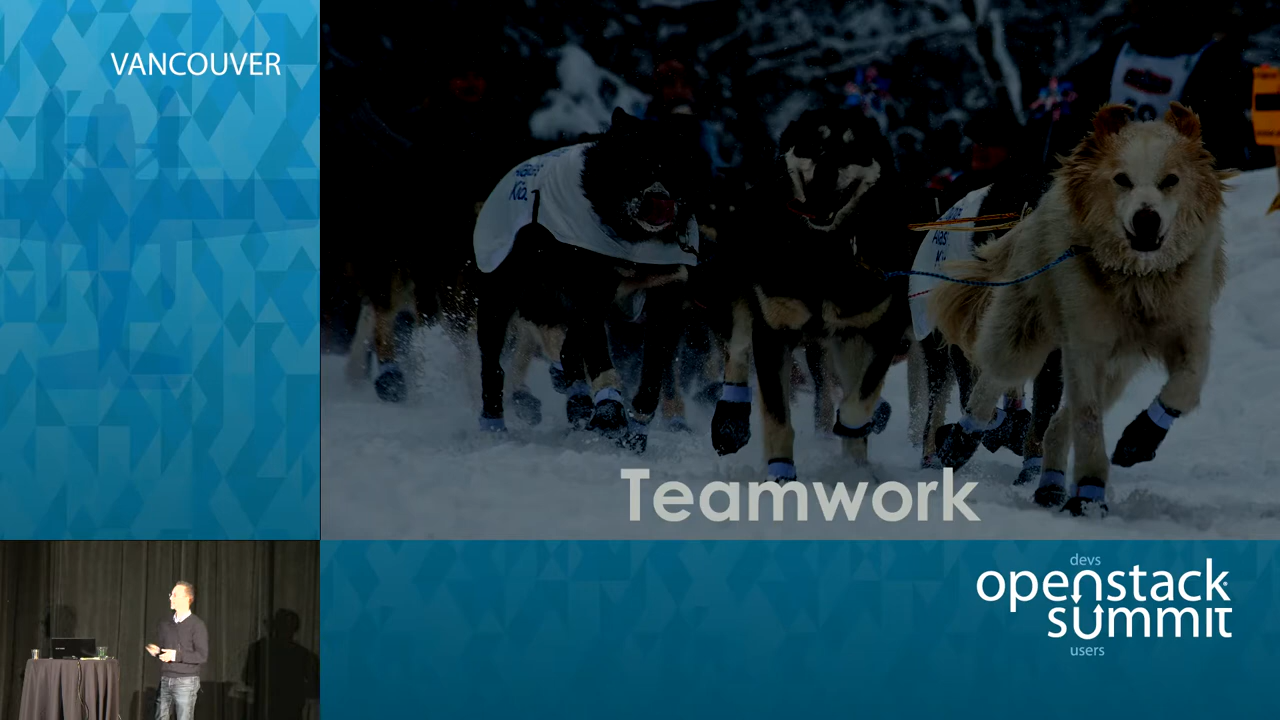 VANCOUVER
Teamwork
devs
openstack
summit
users